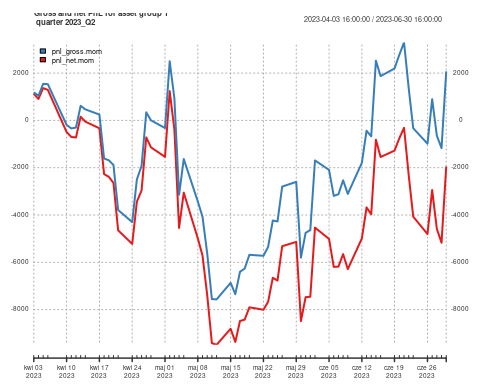 Gross and net PnL for asset group 1
quarter 2023_Q2
2023-04-03 16:00:00 / 2023-06-30 16:00:00
pnl_gross.mom
pnl_net.mom
2000 2000
0 0
-2000 -2000
-4000 -4000
-6000 -6000
-8000 -8000
kwi 03 kwi 10 kwi 17 kwi 24 maj 01 maj 08 maj 15 maj 22 maj 29 cze 05 cze 12 cze 19 cze 26
2023 2023 2023 2023 2023 2023 2023 2023 2023 2023 2023 2023 2023